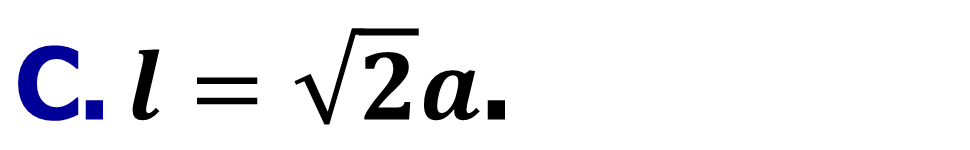 C. l = √2a.